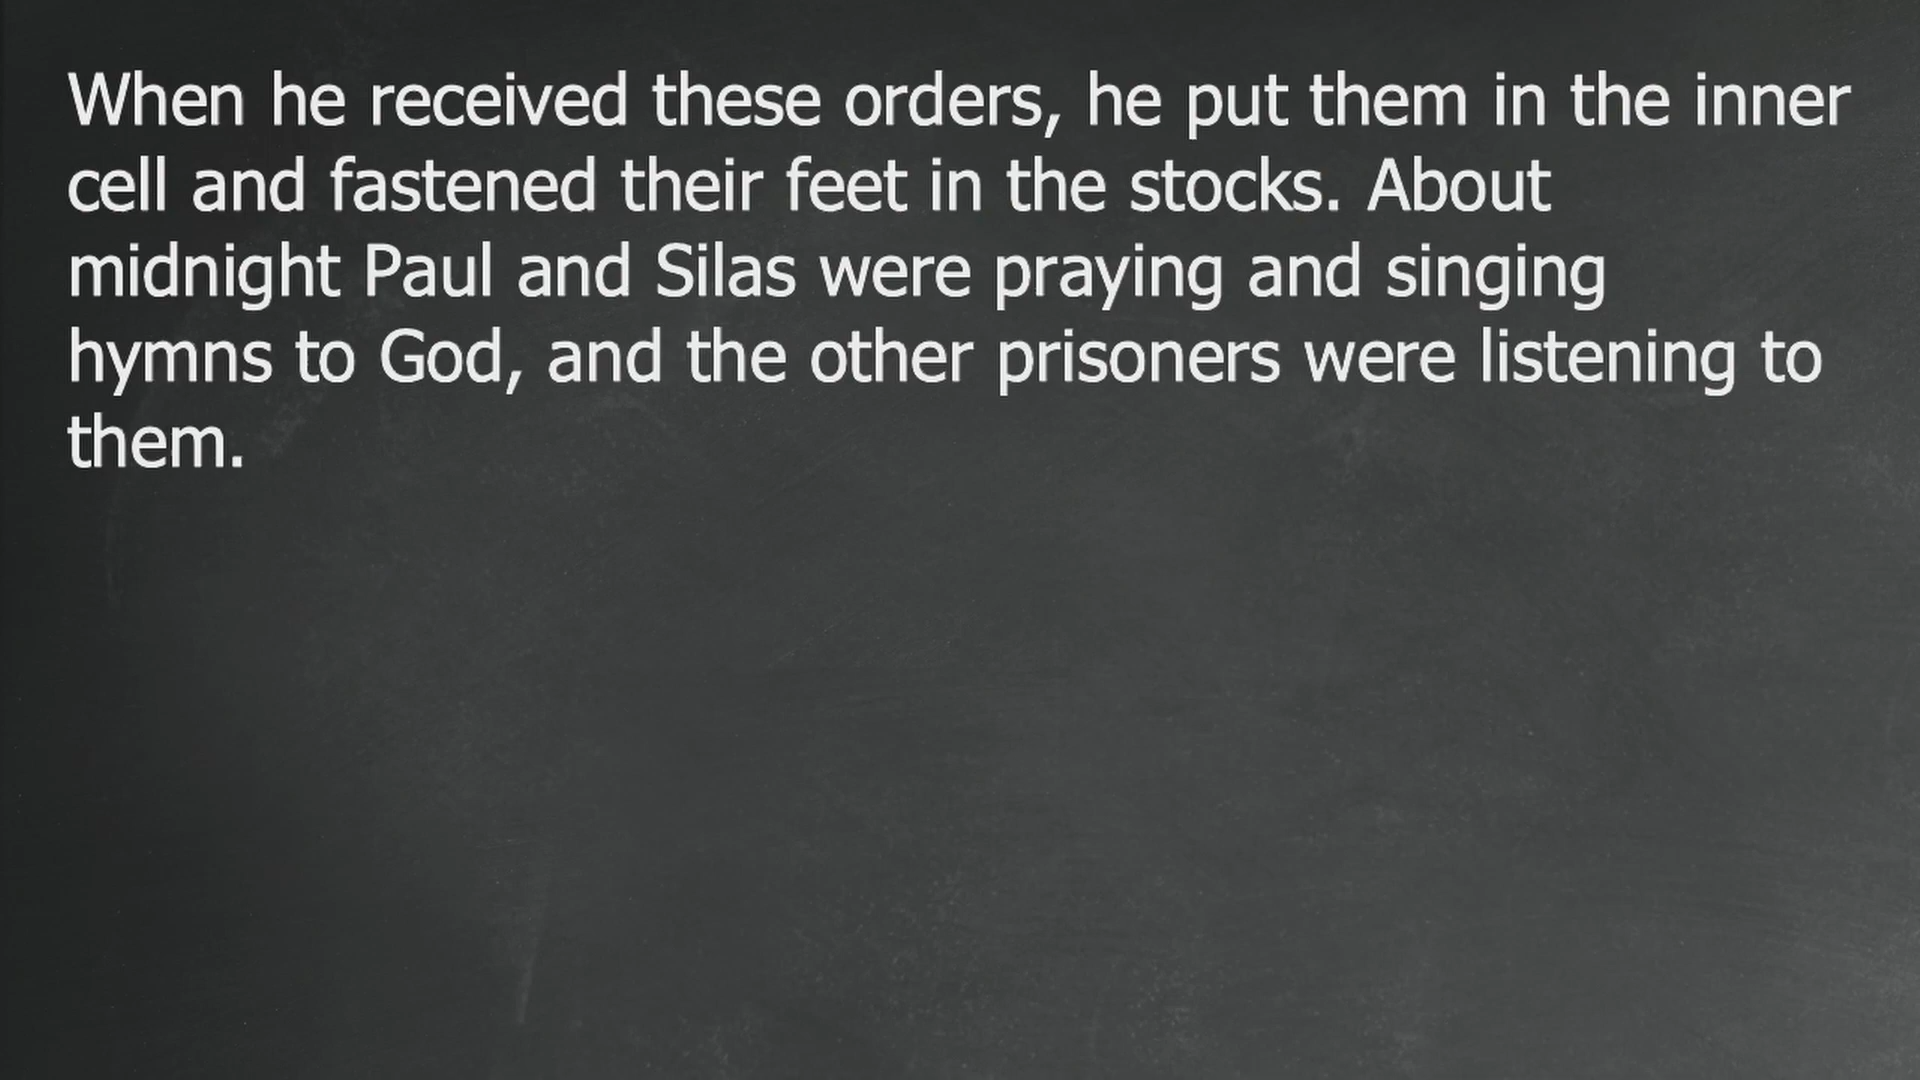 When he received these orders, he put them in the inner
cell and fastened their feet in the stocks. About
midnight Paul and Silas were praying and singing
hymns to God, and the other prisoners were listening to
them.